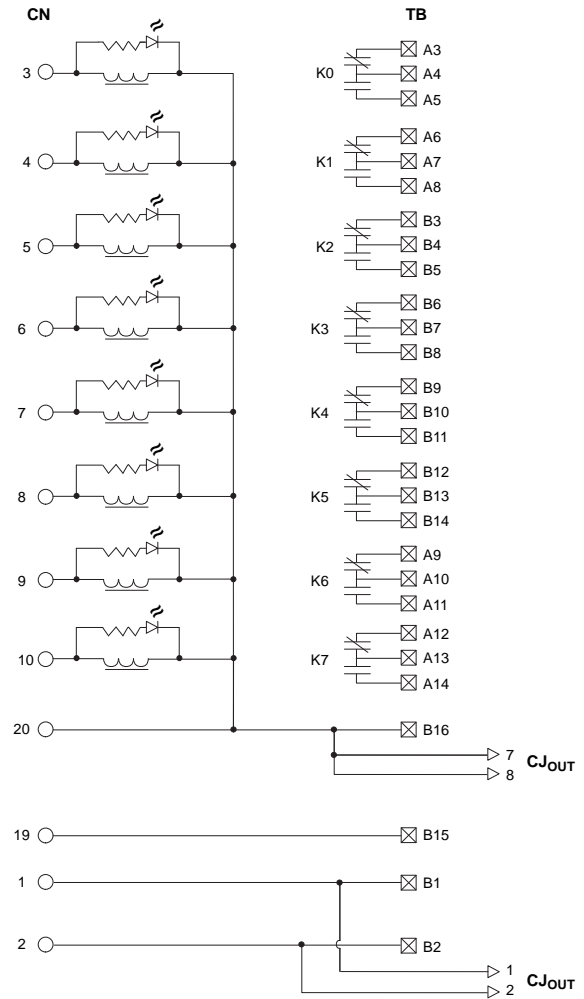 CN TB
3 K0 A3
A4
A5
4 K1 A6
A7
A8
5 K2 B3
B4
B5
6 K3 B6
B7
B8
7 K4 B9
B10
B11
8 K5 B12
B13
B14
9 K6 A9
A10
A11
10 K7 A12
A13
A14
20 B16
7 CJOUT
8
19 B15
1 B1
2 B2
1 CJOUT
2